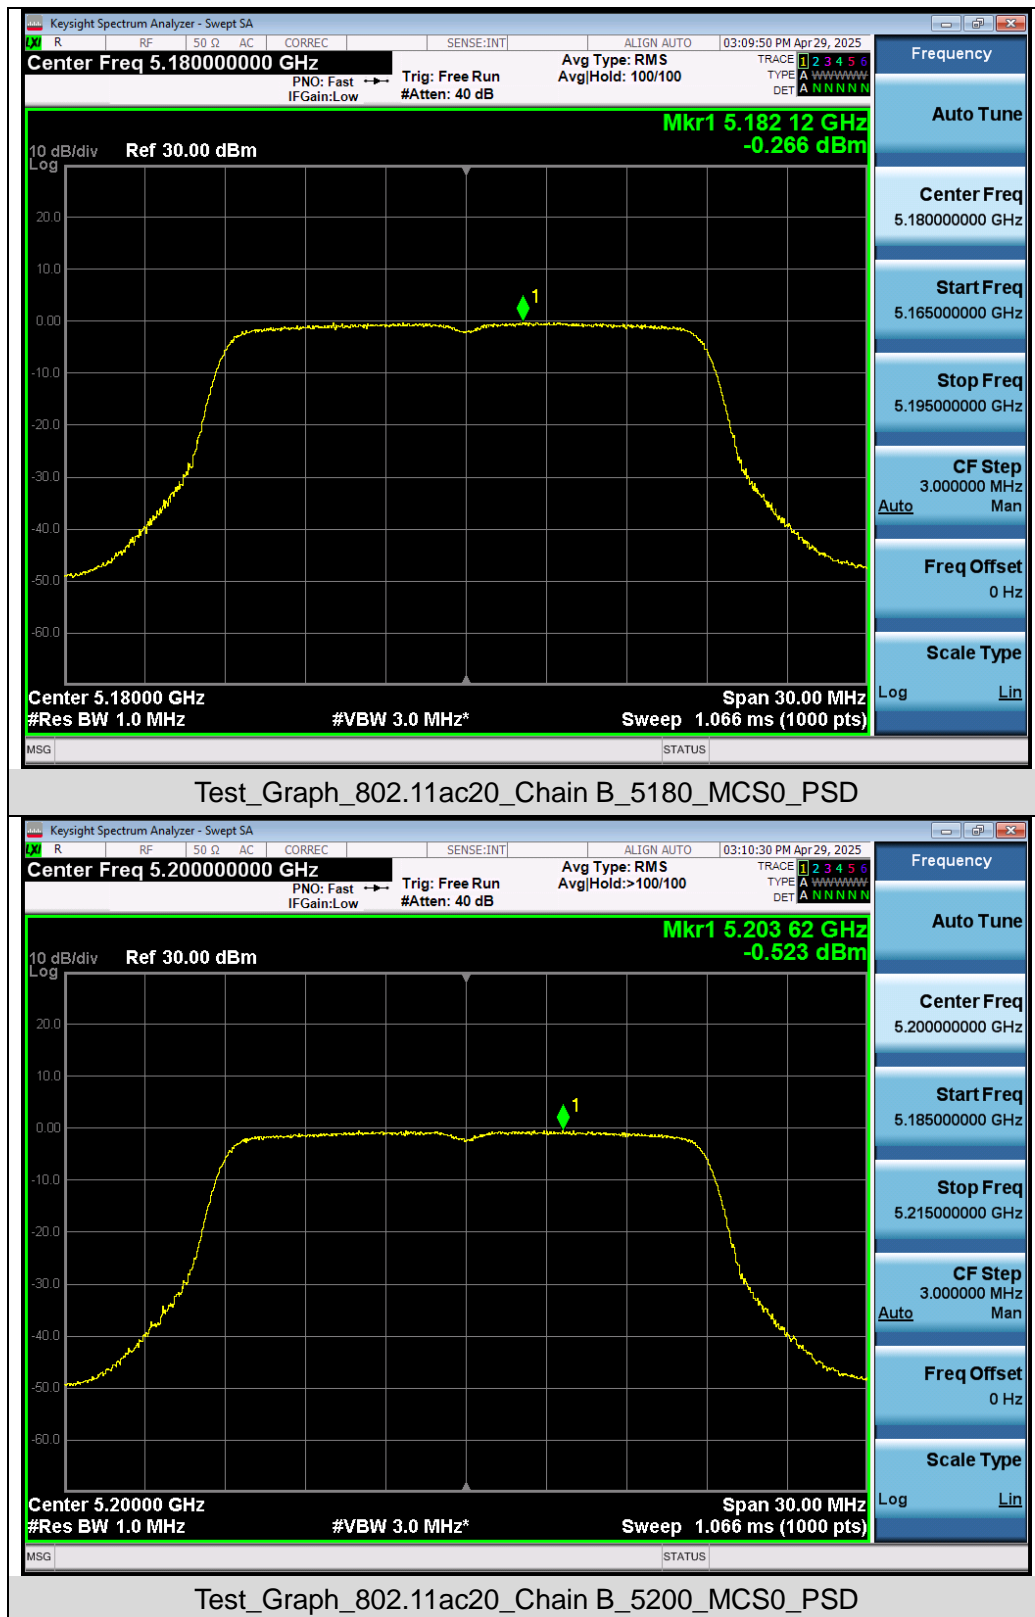 Keysight Spectrum Analyzer - Swept SA
LXI R RF 50 Ω AC CORREC SENSE:INT ALIGN AUTO 03:09:50 PM Apr 29, 2025
Center Freq 5.180000000 GHz
PNO: Fast
IFGain:Low
Trig: Free Run
#Atten: 40 dB
Avg Type: RMS
Avg|Hold: 100/100
TRACE 1 2 3 4 5 6
TYPE A WWWWW
DET A N N N N N
Mkr1 5.182 12 GHz
-0.266 dBm
10 dB/div
Log
Ref 30.00 dBm
20.0
10.0
0.00
-10.0
-20.0
-30.0
-40.0
-50.0
-60.0
1
Center 5.18000 GHz
Span 30.00 MHz
#Res BW 1.0 MHz
#VBW 3.0 MHz*
Sweep 1.066 ms (1000 pts)
MSG
STATUS
Frequency
Auto Tune
Center Freq
5.180000000 GHz
Start Freq
5.165000000 GHz
Stop Freq
5.195000000 GHz
CF Step
3.000000 MHz
Auto Man
Freq Offset
0 Hz
Scale Type
Log Lin
Test_Graph_802.11ac20_Chain B_5180_MCS0_PSD
Keysight Spectrum Analyzer - Swept SA
LXI R RF 50 Ω AC CORREC SENSE:INT ALIGN AUTO 03:10:30 PM Apr 29, 2025
Center Freq 5.200000000 GHz
PNO: Fast
IFGain:Low
Trig: Free Run
#Atten: 40 dB
Avg Type: RMS
Avg|Hold:>100/100
TRACE 1 2 3 4 5 6
TYPE A WWWWW
DET A N N N N N
Mkr1 5.203 62 GHz
-0.523 dBm
10 dB/div
Log
Ref 30.00 dBm
20.0
10.0
0.00
-10.0
-20.0
-30.0
-40.0
-50.0
-60.0
1
Center 5.20000 GHz
Span 30.00 MHz
#Res BW 1.0 MHz
#VBW 3.0 MHz*
Sweep 1.066 ms (1000 pts)
MSG
STATUS
Frequency
Auto Tune
Center Freq
5.200000000 GHz
Start Freq
5.185000000 GHz
Stop Freq
5.215000000 GHz
CF Step
3.000000 MHz
Auto Man
Freq Offset
0 Hz
Scale Type
Log Lin
Test_Graph_802.11ac20_Chain B_5200_MCS0_PSD